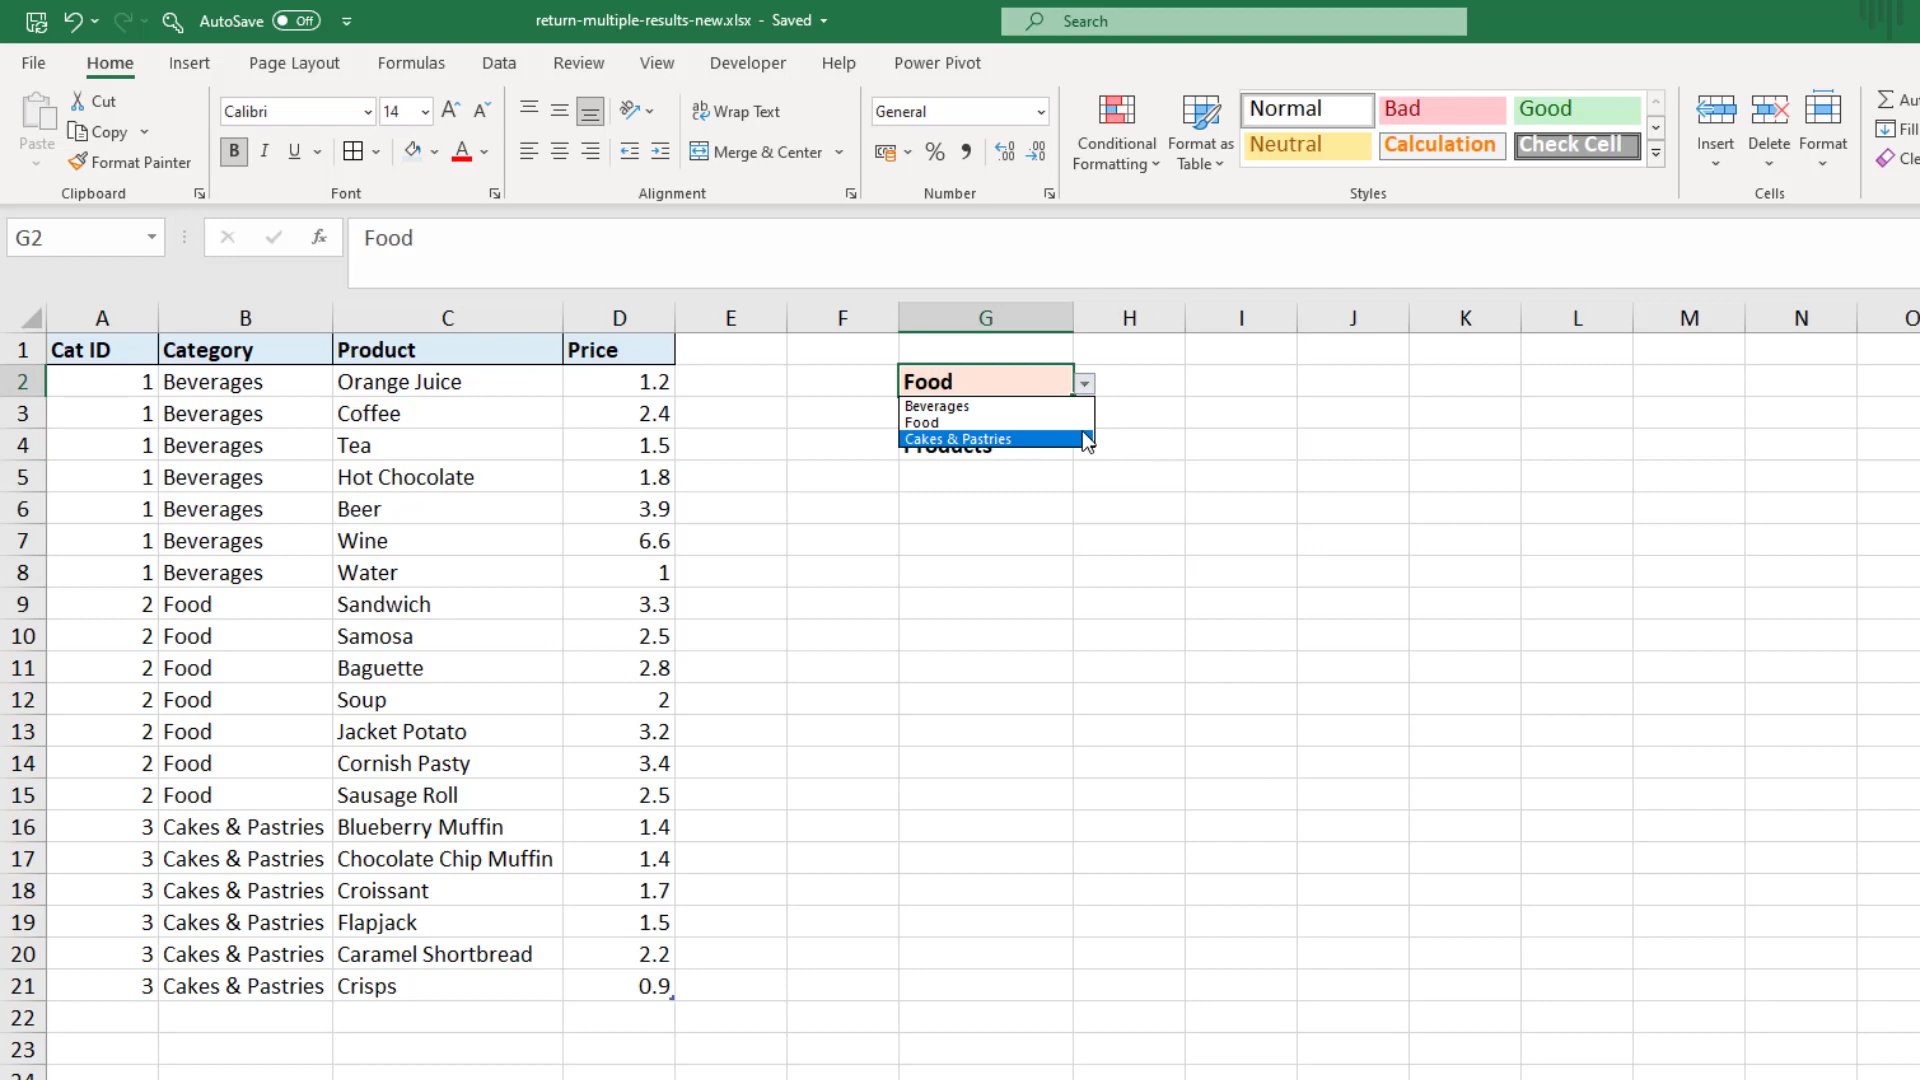 AutoSave Off return-multiple-results-new.xlsx - Saved Search
File Home Insert Page Layout Formulas Data Review View Developer Help Power Pivot
Paste Cut Copy Format Painter Clipboard
Calibri 14 B I U A Font
Wrap Text Merge & Center Alignment
General % Number
Conditional Formatting Format as Table
Normal Bad Good
Neutral Calculation Check Cell
Styles
Insert Delete Format Cells
G2 fx Food
A B C D E F G H I J K L M N O
1 Cat ID Category Product Price
2 1 Beverages Orange Juice 1.2 Food
Beverages
Food
Cakes & Pastries
Products
3 1 Beverages Coffee 2.4
4 1 Beverages Tea 1.5
5 1 Beverages Hot Chocolate 1.8
6 1 Beverages Beer 3.9
7 1 Beverages Wine 6.6
8 1 Beverages Water 1
9 2 Food Sandwich 3.3
10 2 Food Samosa 2.5
11 2 Food Baguette 2.8
12 2 Food Soup 2
13 2 Food Jacket Potato 3.2
14 2 Food Cornish Pasty 3.4
15 2 Food Sausage Roll 2.5
16 3 Cakes & Pastries Blueberry Muffin 1.4
17 3 Cakes & Pastries Chocolate Chip Muffin 1.4
18 3 Cakes & Pastries Croissant 1.7
19 3 Cakes & Pastries Flapjack 1.5
20 3 Cakes & Pastries Caramel Shortbread 2.2
21 3 Cakes & Pastries Crisps 0.9
22
23